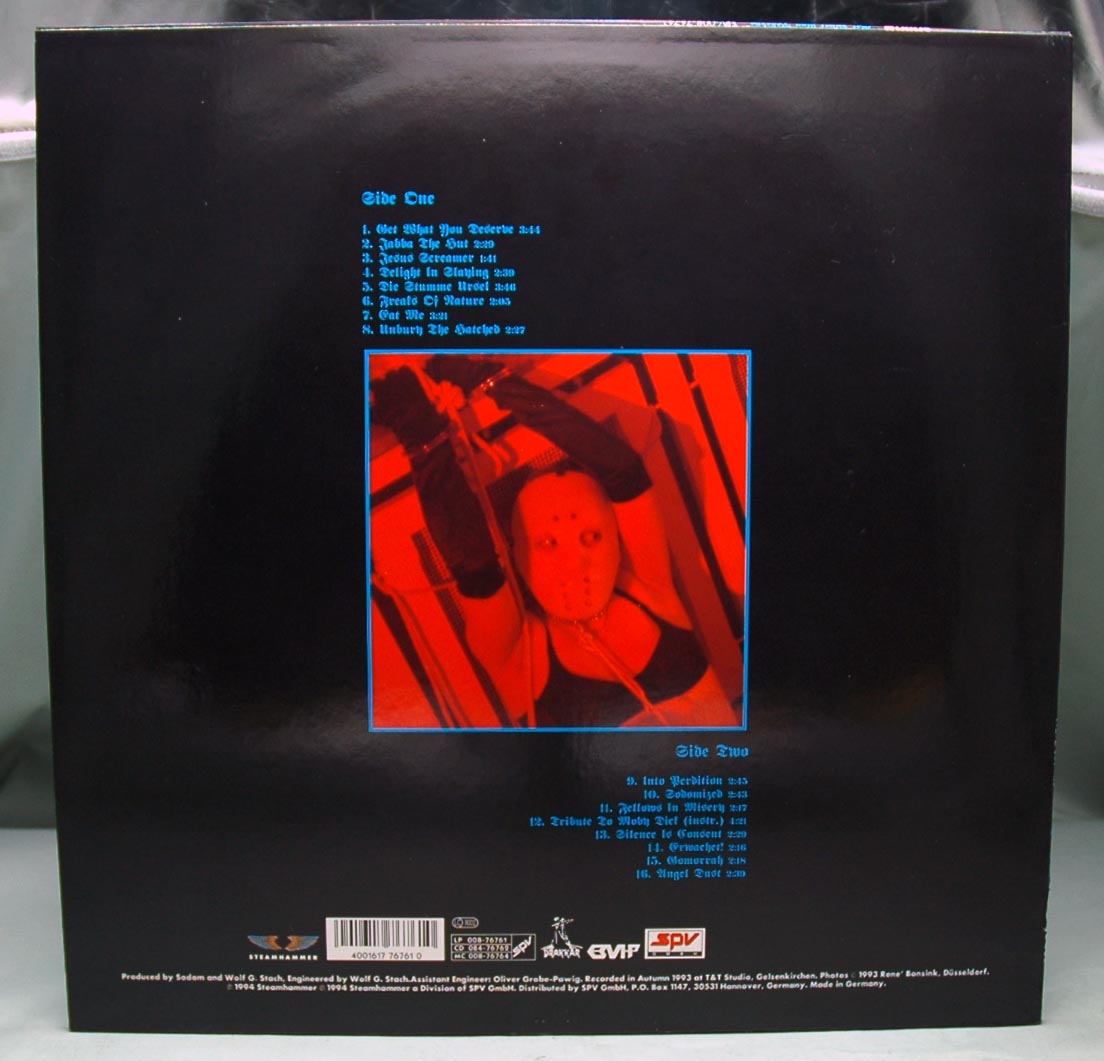 Side One
1. Get What You Deserve 3:44
2. Jabba The Hut 2:29
3. Jesus Screamer 1:41
4. Delight In Slaying 2:39
5. Die Stumme Ursel 3:46
6. Freaks Of Nature 2:05
7. Eat Me 3:21
8. Unbury The Hatched 2:27
Side Two
9. Into Perdition 2:45
10. Sodomized 2:43
11. Fellows In Misery 2:17
12. Tribute To Moby Dick (instr.) 4:21
13. Silence Is Consent 2:29
14. Erwachet! 2:16
15. Gomorrah 2:18
16. Angel Dust 2:39
STEAMHAMMER
4001617 76761 0
LP 008-76761
CD 084-76762
MC 008-76764
SPV
DRAKKAR
BMP
SPV
Produced by Sodom and Wolf G. Stach. Engineered by Wolf G. Stach.Assistant Engineer: Oliver Grobe-Pawig. Recorded in Autumn 1993 at T&T Studio, Gelsenkirchen. Photos © 1993 Rene' Bonsink, Düsseldorf.
℗ 1994 Steamhammer © 1994 Steamhammer a Division of SPV GmbH. Distributed by SPV GmbH, P.O. Box 1147, 30531 Hannover, Germany. Made in Germany.